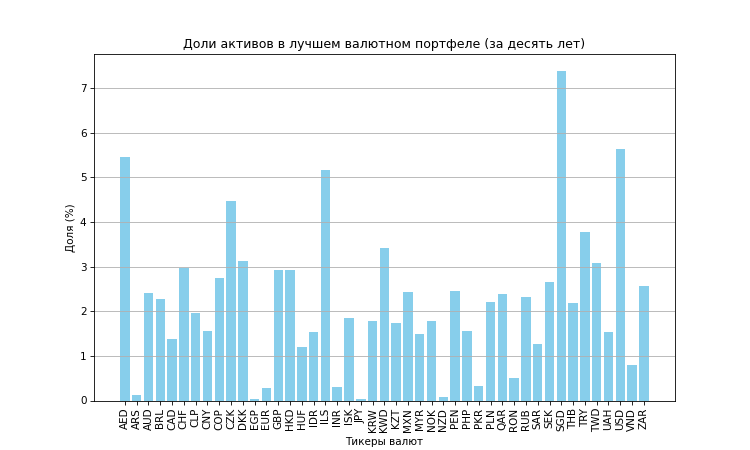 Доли активов в лучшем валютном портфеле (за десять лет)
Доля (%)
7
6
5
4
3
2
1
0
AED ARS AUD BRL CAD CHF CLP CNY COP CZK DKK EGP EUR GBP HKD HUF IDR ILS INR ISK JPY KRW KWD KZT MXN MYR NOK NZD PEN PHP PKR PLN QAR RON RUB SAR SEK SGD THB TRY TWD UAH USD VND ZAR
Тикеры валют